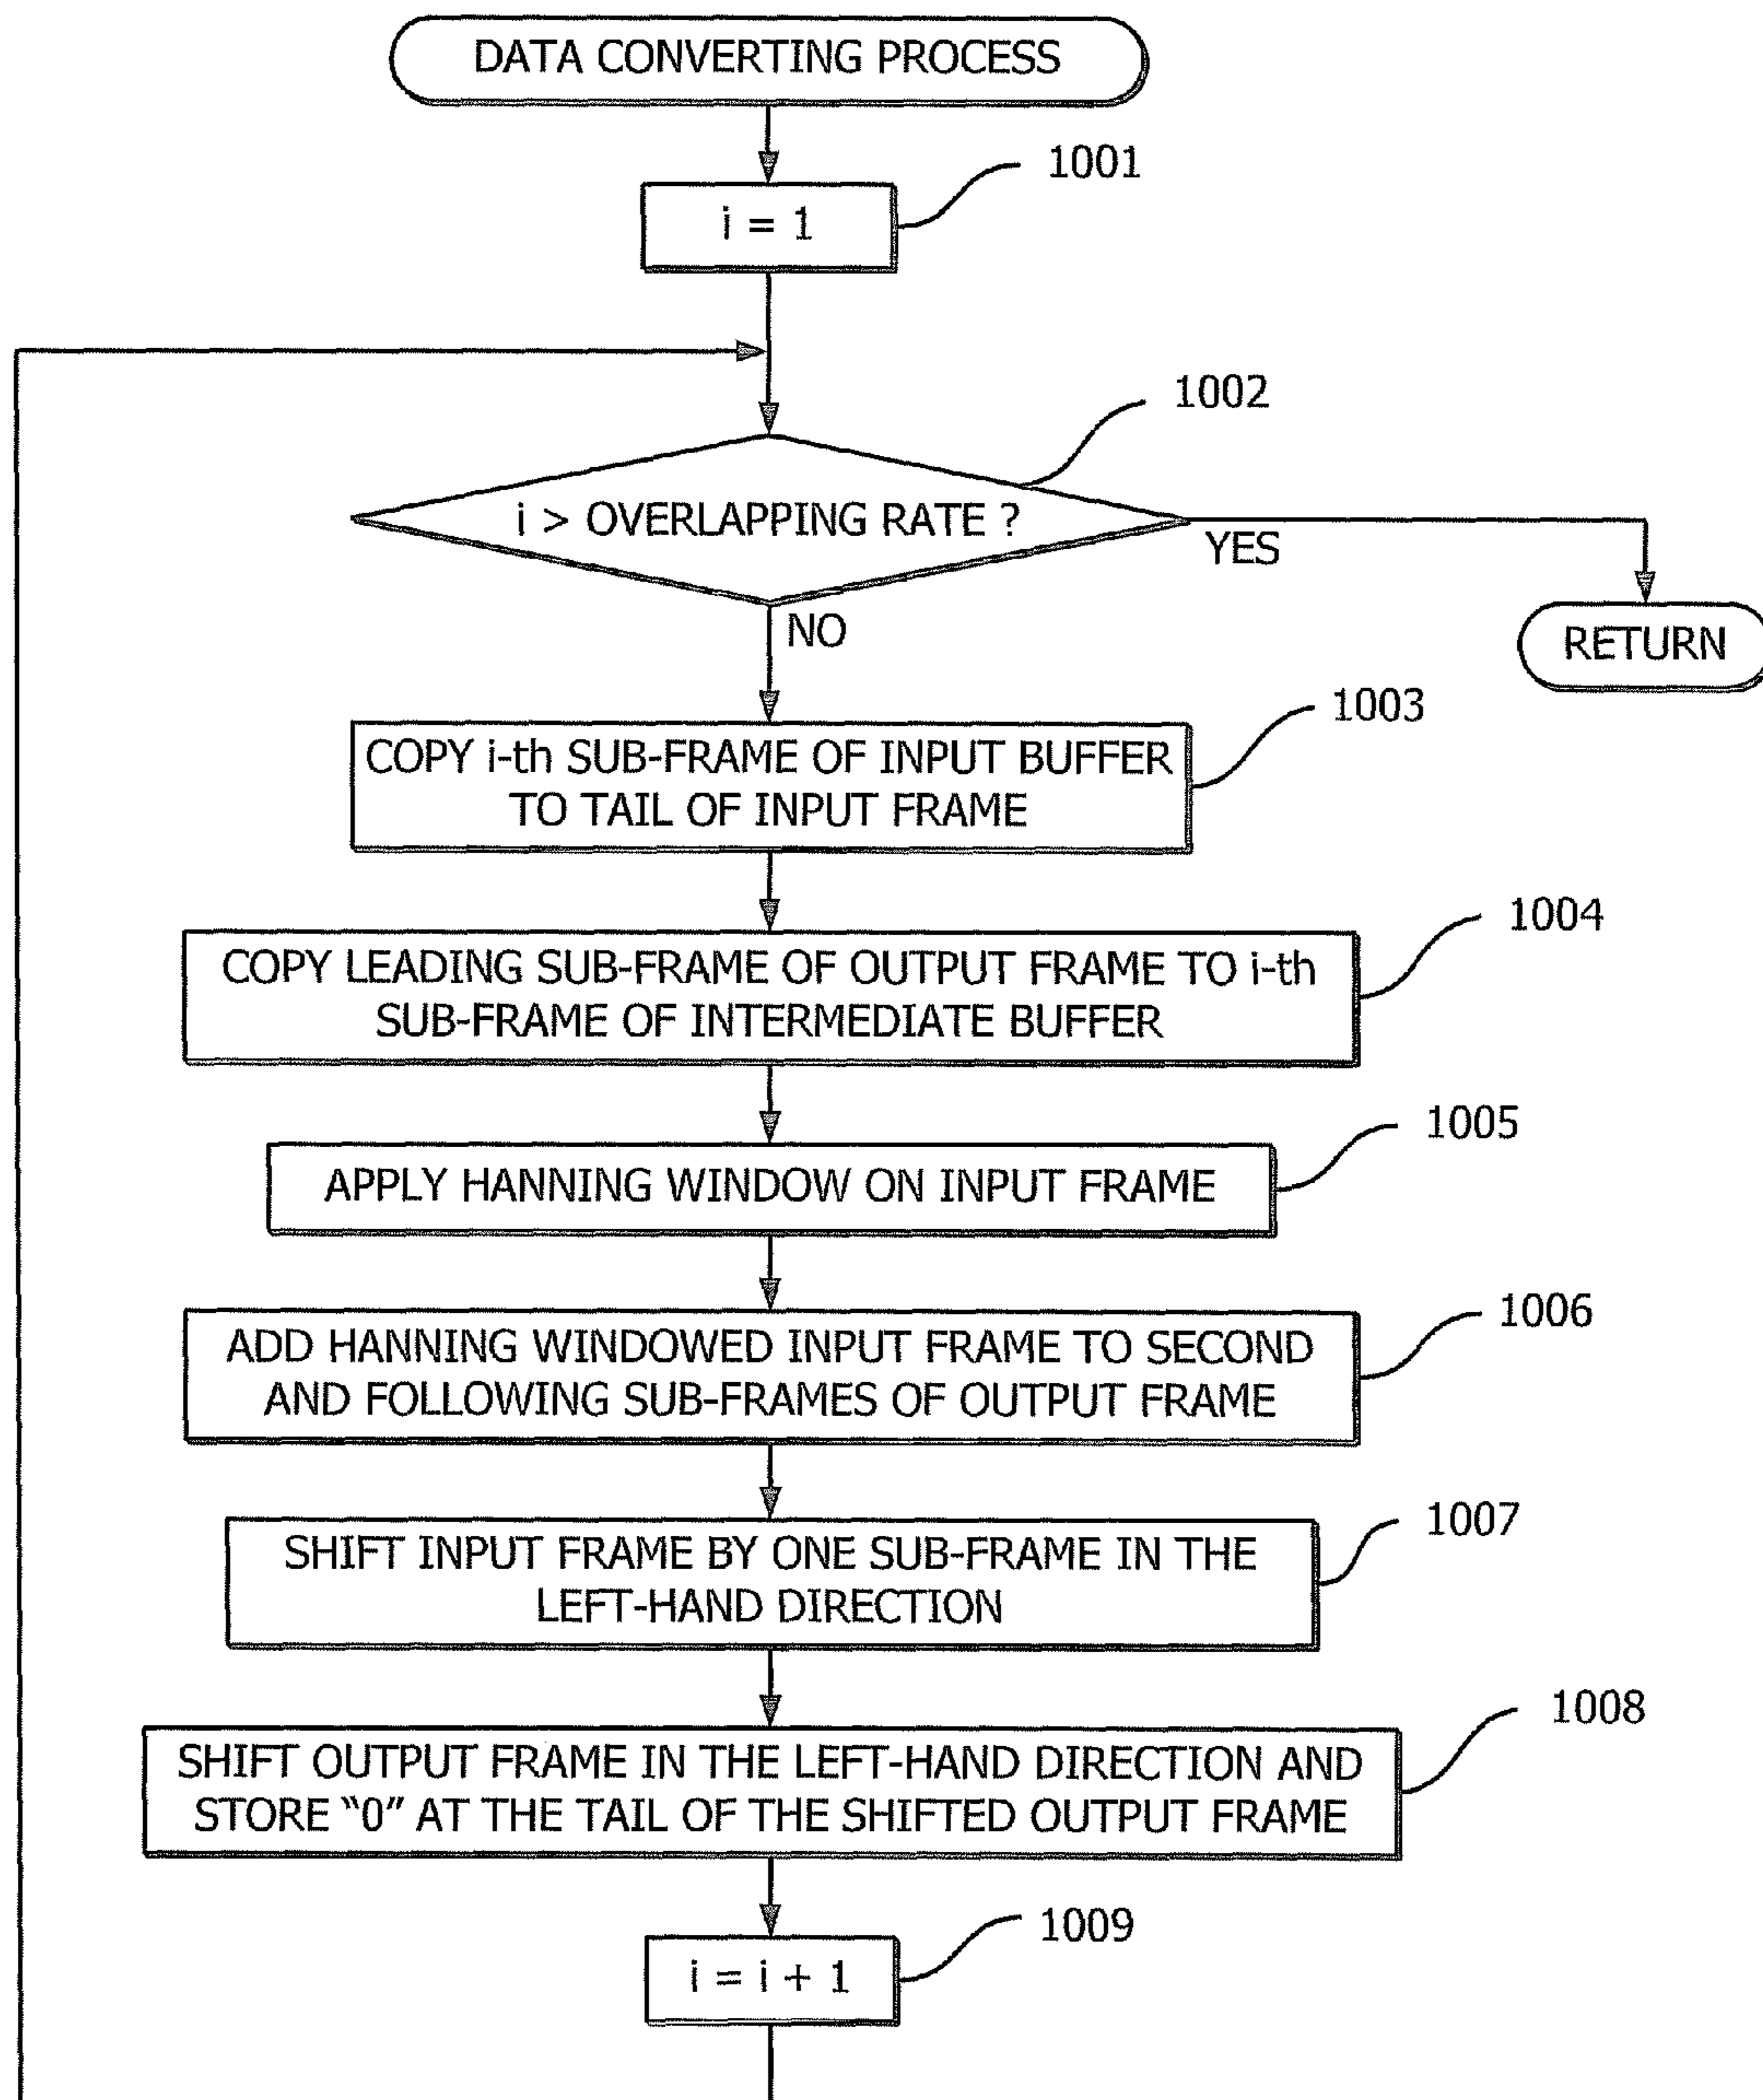 DATA CONVERTING PROCESS
1001
i = 1
1002
i > OVERLAPPING RATE ?
YES
RETURN
NO
1003
COPY i-th SUB-FRAME OF INPUT BUFFER
TO TAIL OF INPUT FRAME
1004
COPY LEADING SUB-FRAME OF OUTPUT FRAME TO i-th
SUB-FRAME OF INTERMEDIATE BUFFER
1005
APPLY HANNING WINDOW ON INPUT FRAME
1006
ADD HANNING WINDOWED INPUT FRAME TO SECOND
AND FOLLOWING SUB-FRAMES OF OUTPUT FRAME
1007
SHIFT INPUT FRAME BY ONE SUB-FRAME IN THE
LEFT-HAND DIRECTION
1008
SHIFT OUTPUT FRAME IN THE LEFT-HAND DIRECTION AND
STORE “0” AT THE TAIL OF THE SHIFTED OUTPUT FRAME
1009
i = i + 1